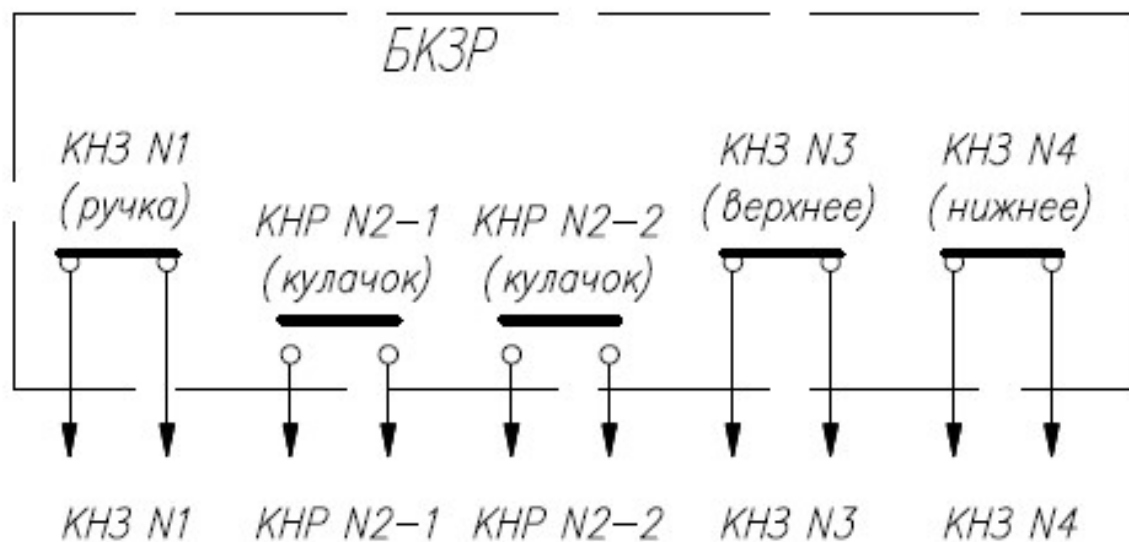 БКЗР
КНЗ N1
(ручка)
КНР N2-1
(кулачок)
КНР N2-2
(кулачок)
КНЗ N3
(верхнее)
КНЗ N4
(нижнее)
КНЗ N1 КНР N2-1 КНР N2-2 КНЗ N3 КНЗ N4